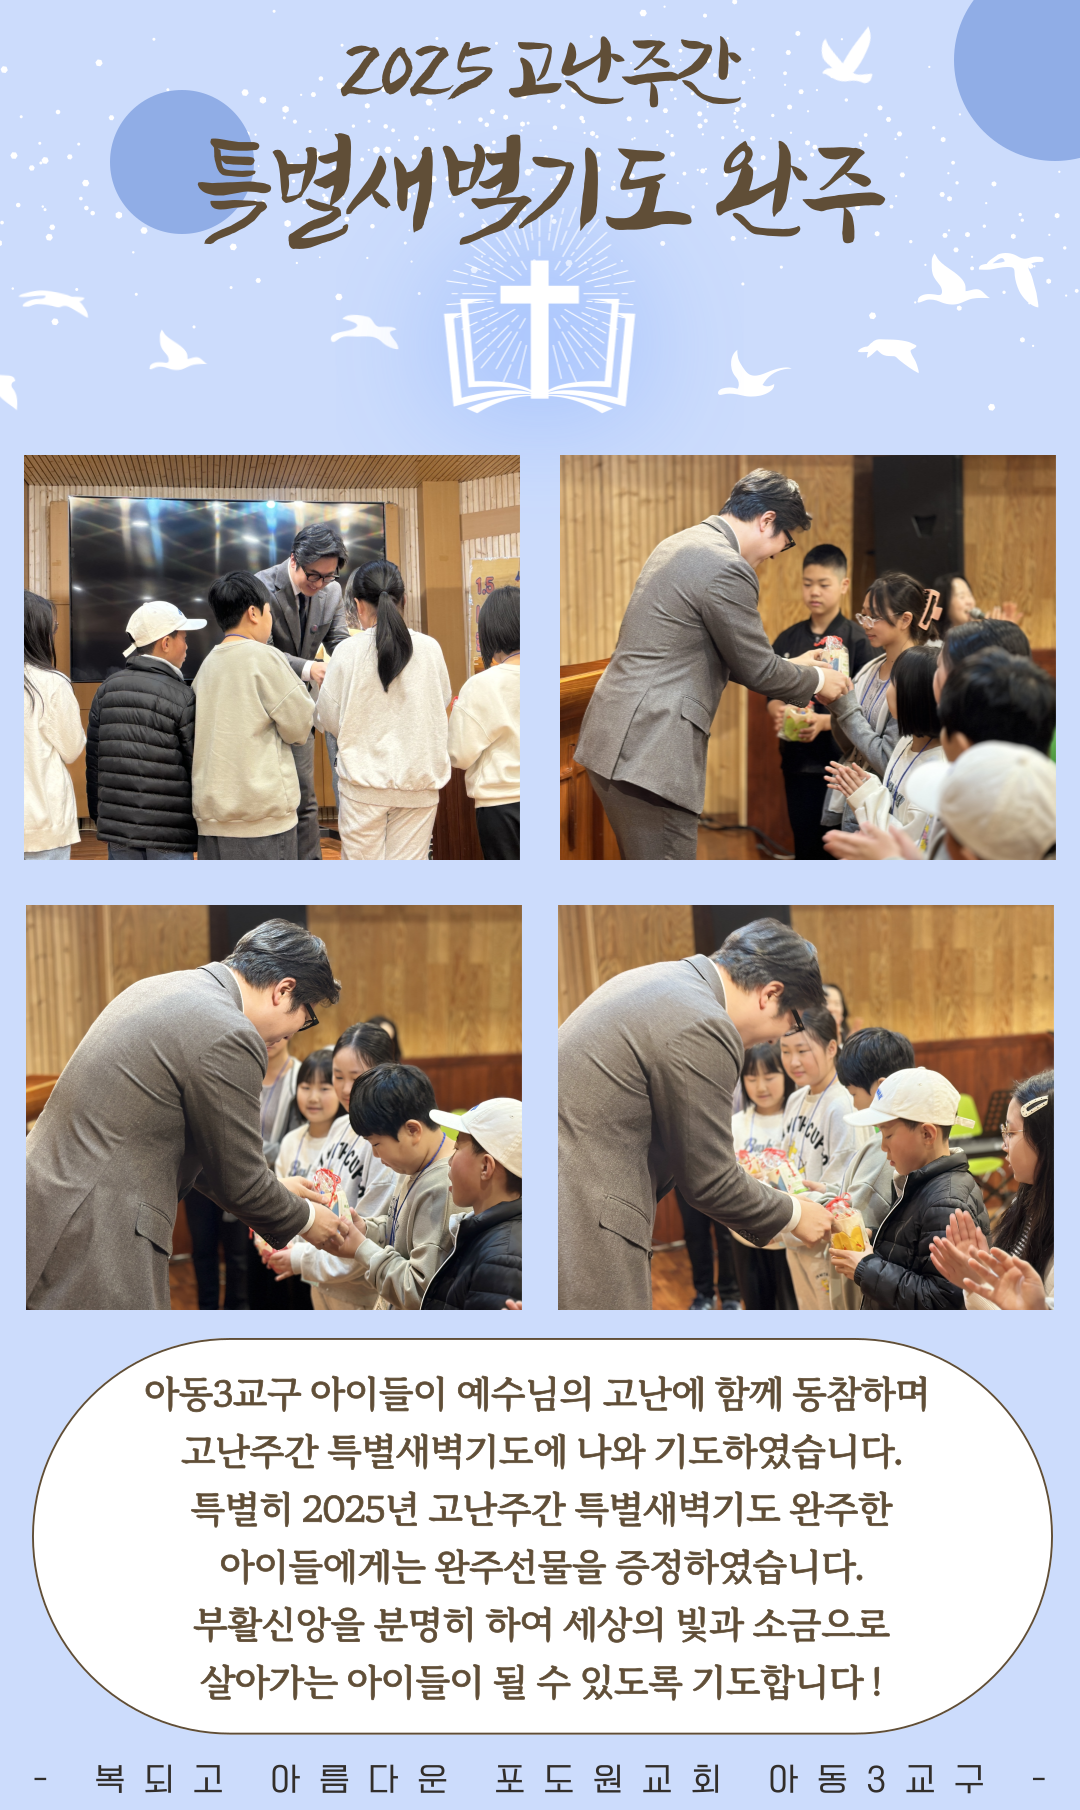 2025 고난주간
특별새벽기도 완주
1.5
아동3교구 아이들이 예수님의 고난에 함께 동참하며
고난주간 특별새벽기도에 나와 기도하였습니다.
특별히 2025년 고난주간 특별새벽기도 완주한
아이들에게는 완주선물을 증정하였습니다.
부활신앙을 분명히 하여 세상의 빛과 소금으로
살아가는 아이들이 될 수 있도록 기도합니다 !
- 복되고 아름다운 포도원교회 아동3교구 -